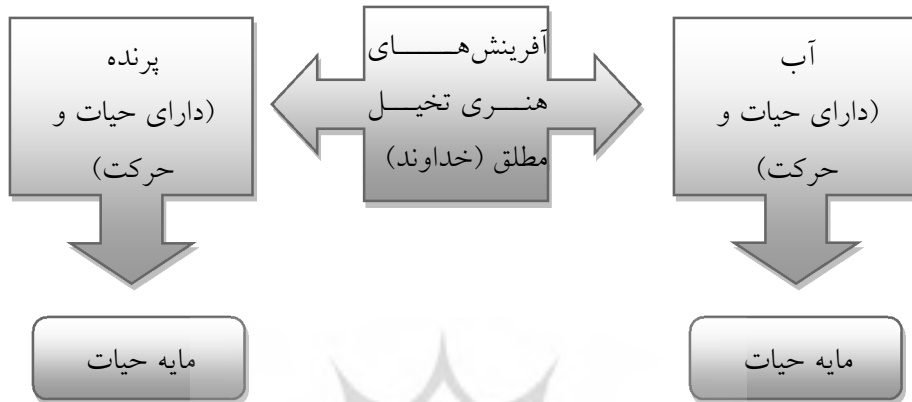 آب
(دارای حیات و
حرکت)
آفرینش‌های
هنری تخیل
مطلق (خداوند)
پرنده
(دارای حیات و
حرکت)
مایه حیات
مایه حیات